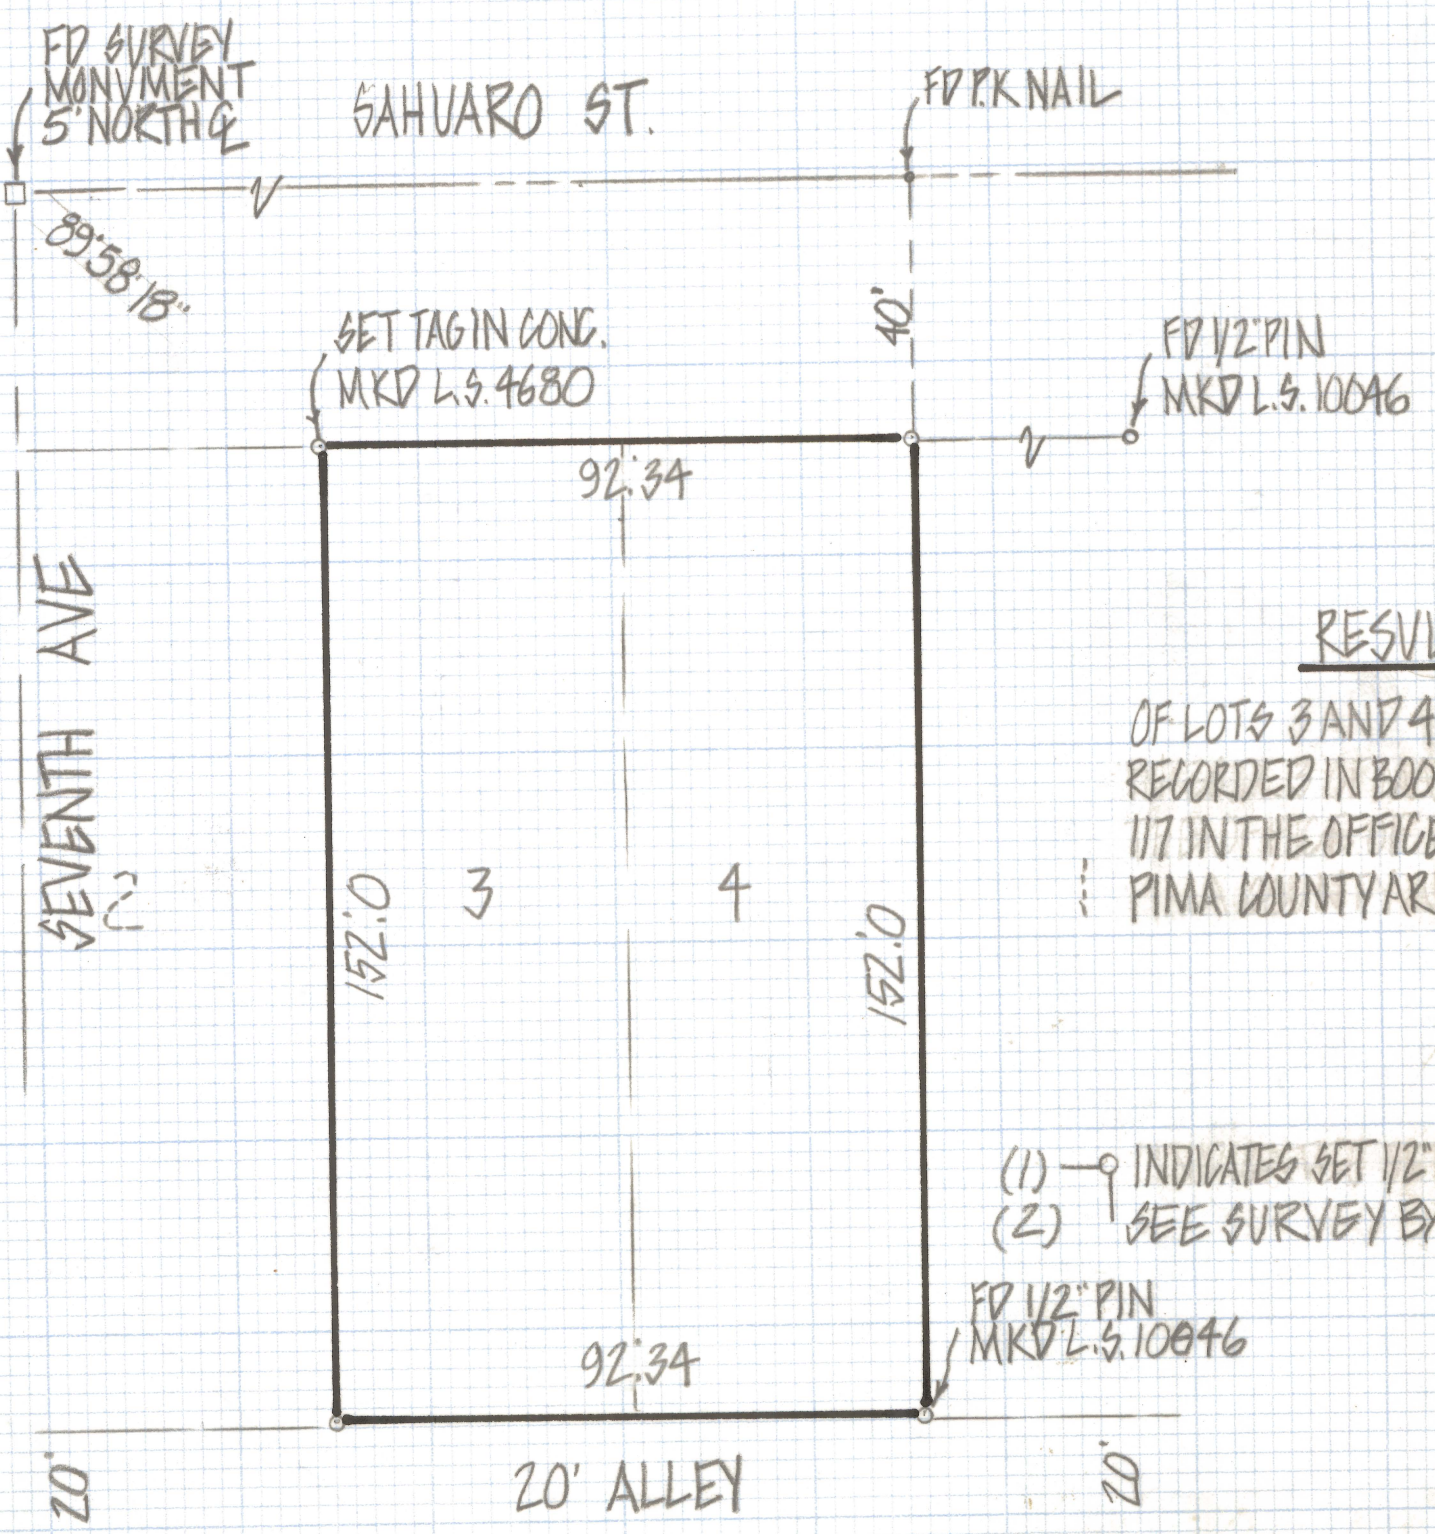 FD SURVEY
MONUMENT
5' NORTH ℄
SAHUARO ST.
FD P.K NAIL
89°58'18"
40'
SET TAG IN CONC.
MKD L.S. 4680
FD 1/2" PIN
MKD L.S. 10046
92.'34
SEVENTH AVE
2
3
4
152.'0
152.'0
RESU
OF LOTS 3 AND 4
RECORDED IN BOO
117 IN THE OFFICE
PIMA COUNTY AR
(1) INDICATES SET 1/2"
(2) SEE SURVEY BY
FD 1/2" PIN
MKD L.S. 10046
92.'34
20'
20' ALLEY
20'